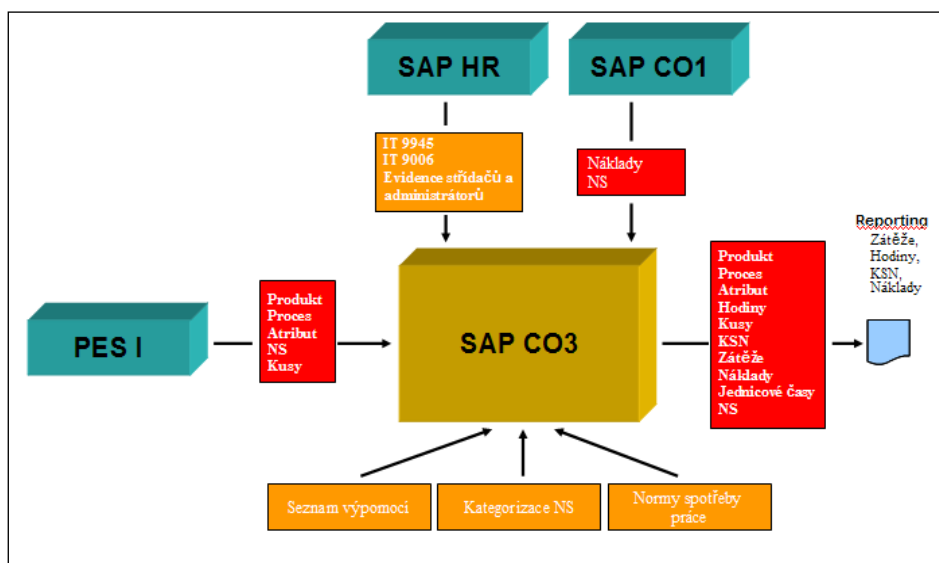 SAP HR
SAP CO1
IT 9945
IT 9006
Evidence střídačů a
administrátorů
Náklady
NS
Reporting
Zátěže,
Hodiny,
KSN,
Náklady
PES I
Produkt
Proces
Atribut
NS
Kusy
SAP CO3
Produkt
Proces
Atribut
Hodiny
Kusy
KSN
Zátěže
Náklady
Jednicové časy
NS
Seznam výpomocí
Kategorizace NS
Normy spotřeby
práce